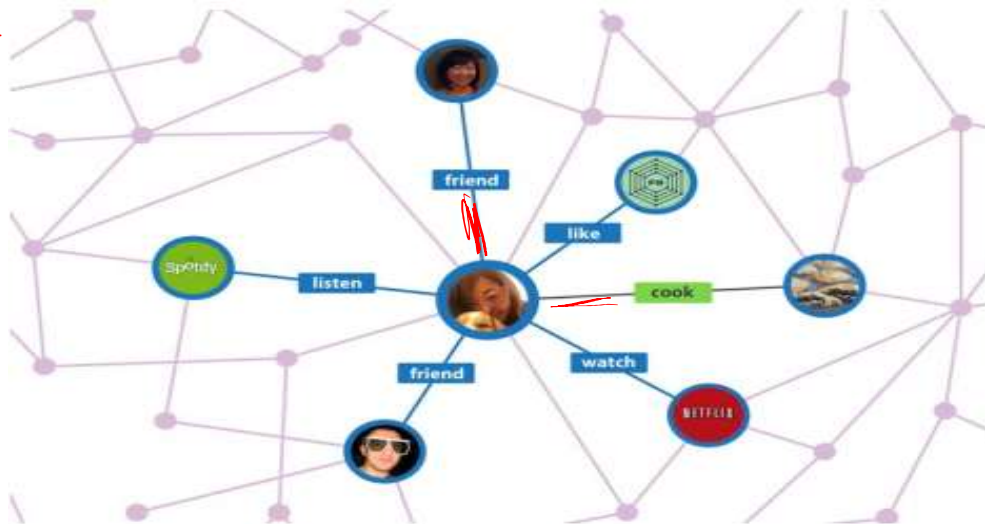 friend
like
Spotify
listen
cook
friend
watch
NETFLIX